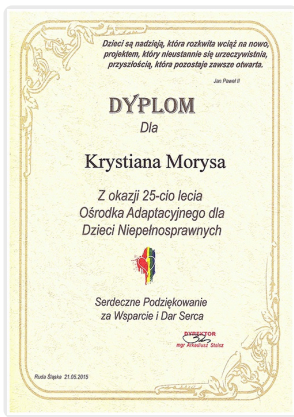 Dzieci są nadzieją, która rozkwita wciąż na nowo,
projektem, który nieustannie się urzeczywistnia,
przyszłością, która pozostaje zawsze otwarta.
Jan Paweł II
DYPLOM
Dla
Krystiana Morysa
Z okazji 25-cio lecia
Ośrodka Adaptacyjnego dla
Dzieci Niepełnosprawnych
Serdeczne Podziękowanie
za Wsparcie i Dar Serca
DYREKTOR
mgr Arkadiusz
Ruda Śląska 21.05.2015